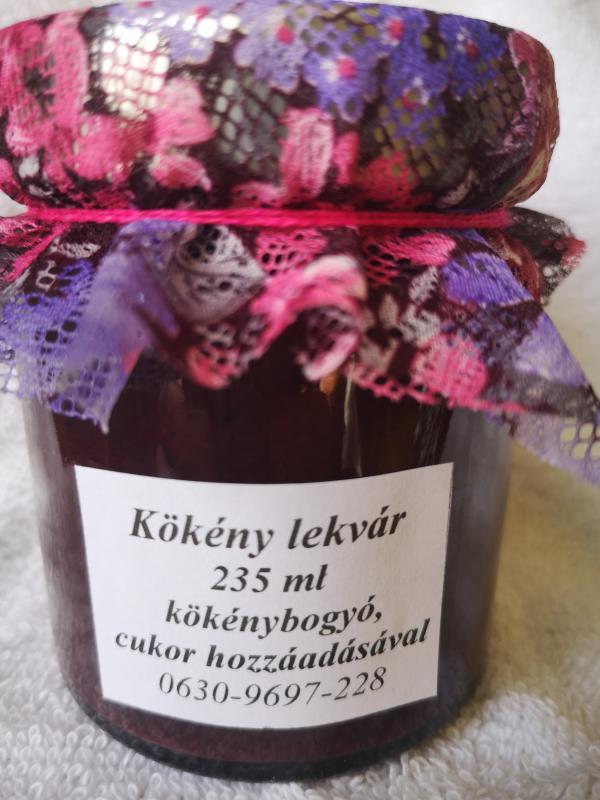 Kökény lekvár
235 ml
kökénybogyó,
cukor hozzáadásával
0630-9697-228